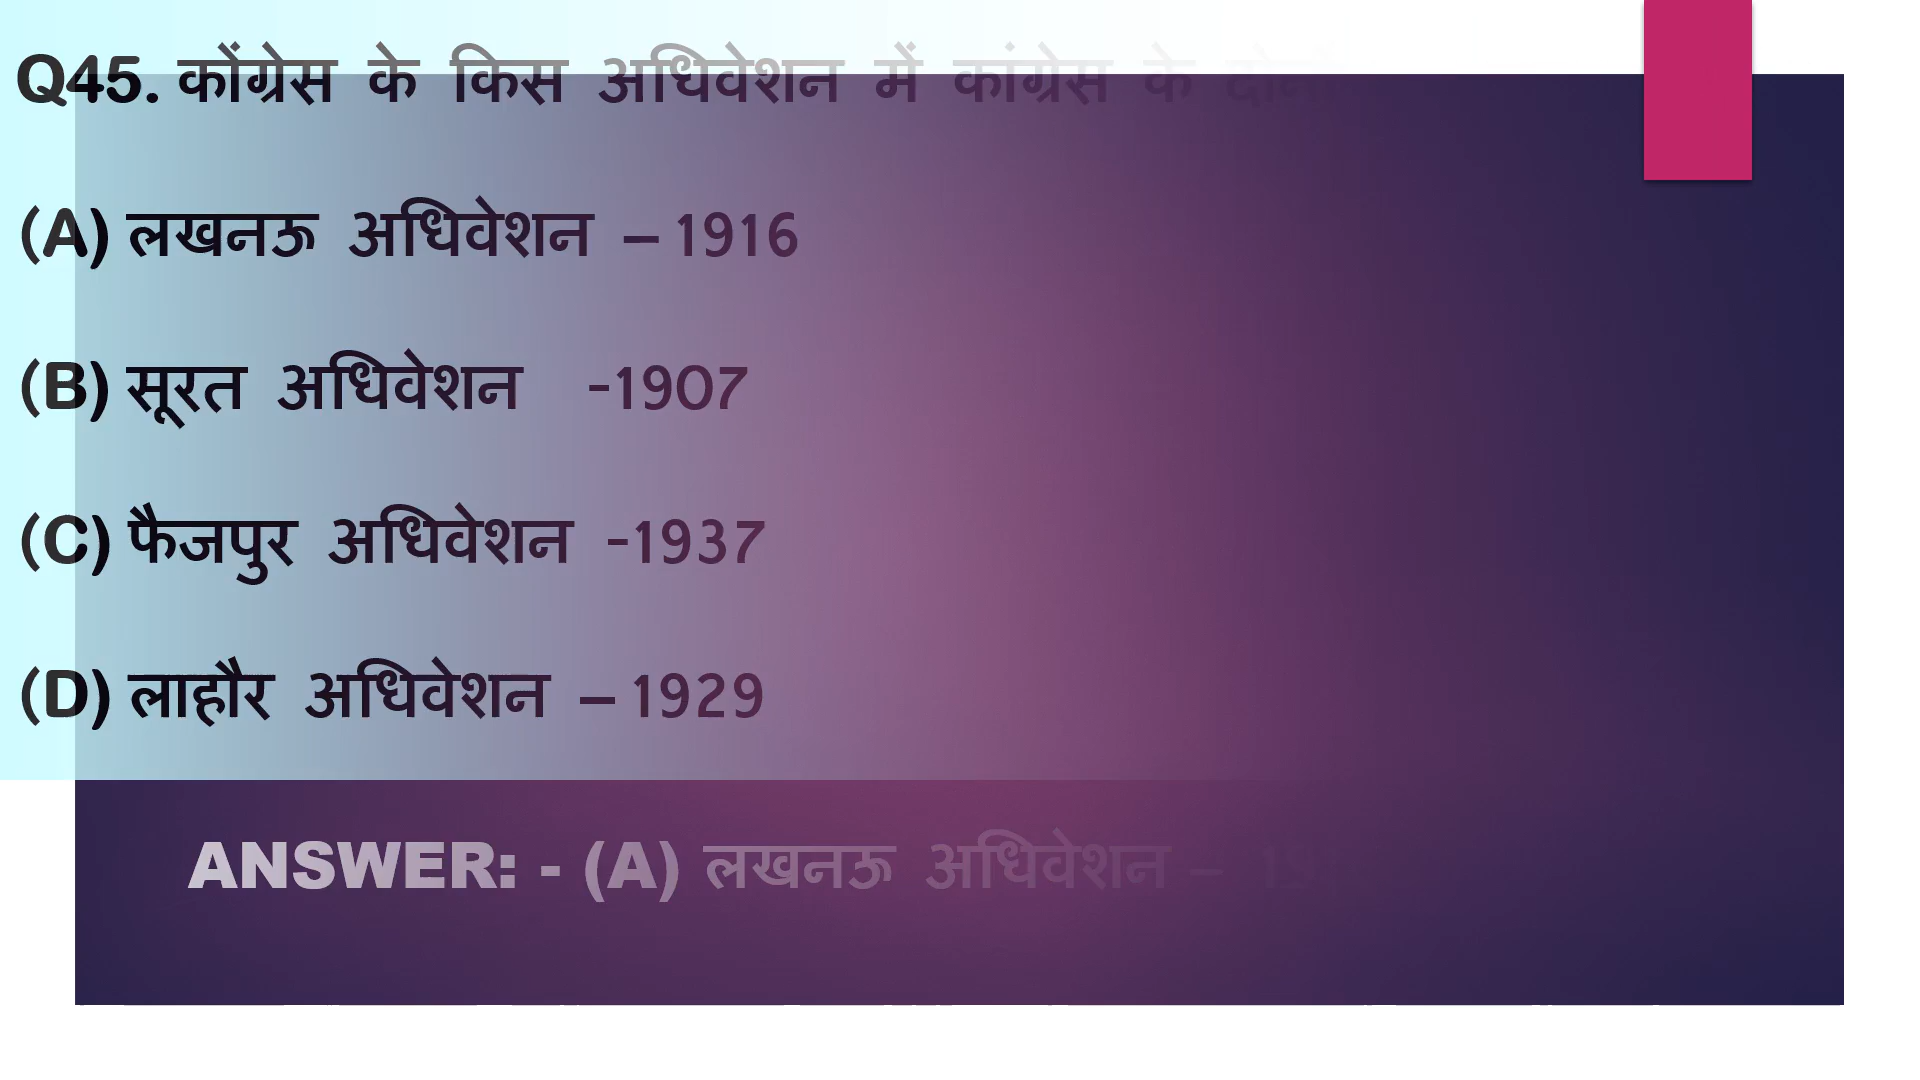 Q45. कोंग्रेस के किस अधिवेशन में कांग्रेस के
(A) लखनऊ अधिवेशन – 1916
(B) सूरत अधिवेशन -1907
(C) फैजपुर अधिवेशन -1937
(D) लाहौर अधिवेशन – 1929
ANSWER: - (A) लखनऊ अधिवेशन –